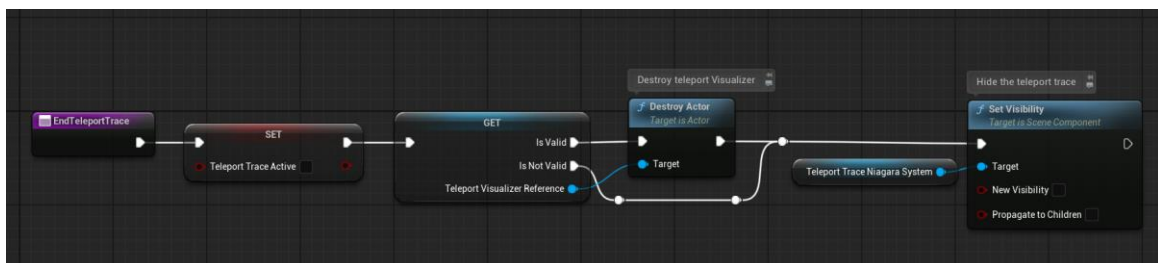 EndTeleportTrace
SET
Teleport Trace Active
GET
Is Valid
Is Not Valid
Teleport Visualizer Reference
Destroy teleport Visualizer
f Destroy Actor
Target is Actor
Target
Teleport Trace Niagara System
Hide the teleport trace
f Set Visibility
Target is Scene Component
Target
New Visibility
Propagate to Children